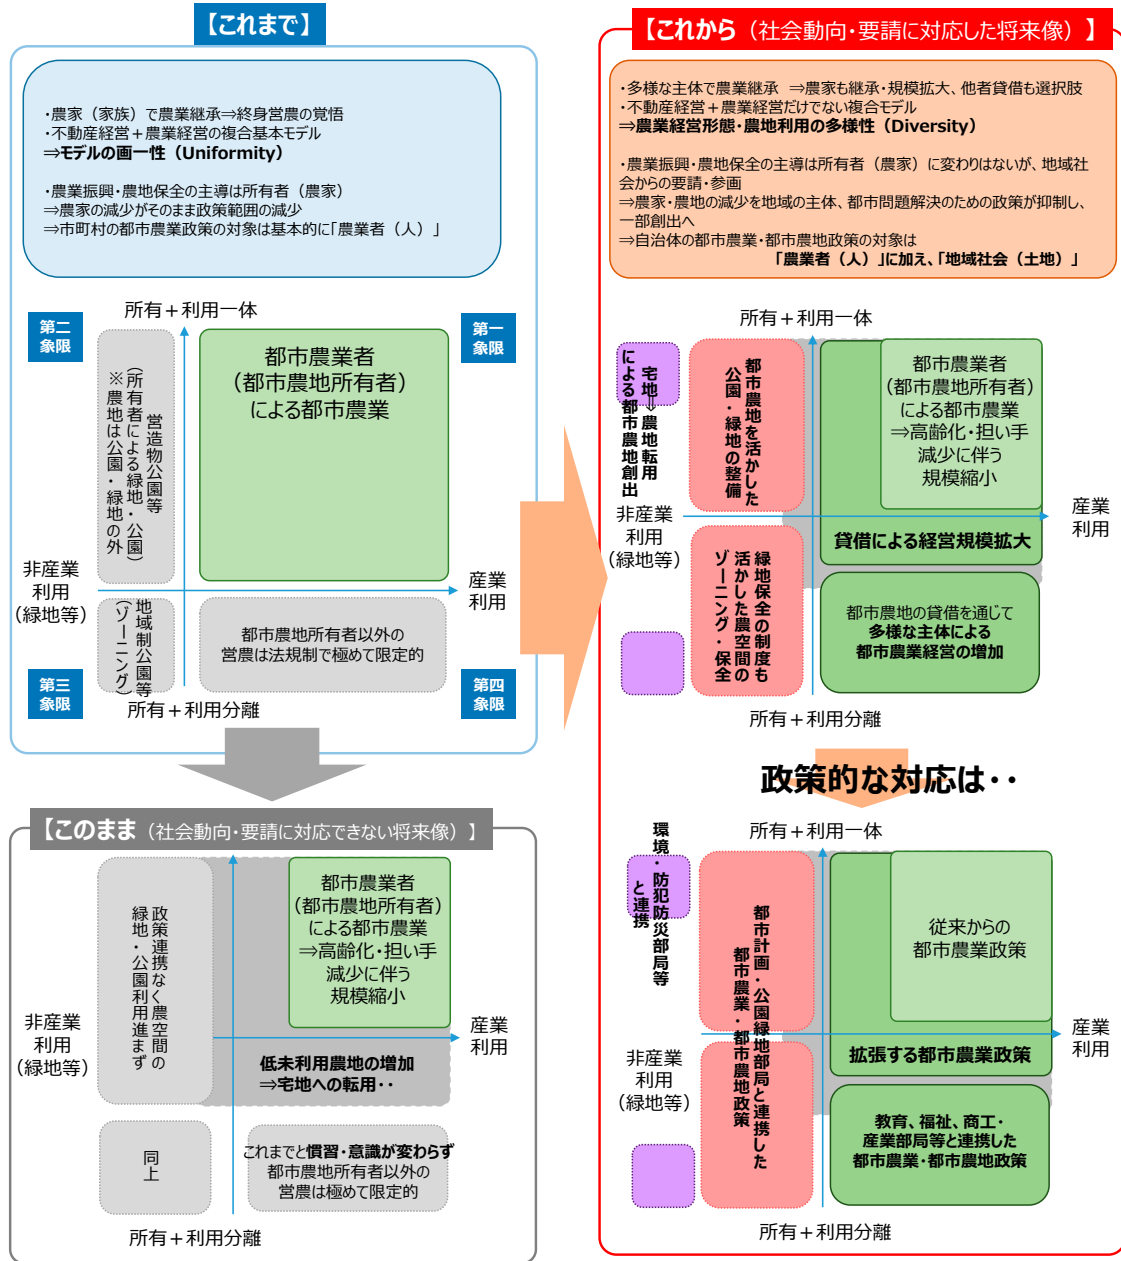 【これまで】
・農家（家族）で農業継承⇒終身営農の覚悟
・不動産経営＋農業経営の複合基本モデル
⇒モデルの画一性（Uniformity）
・農業振興・農地保全の主導は所有者（農家）
⇒農家の減少がそのまま政策範囲の減少
⇒市町村の都市農業政策の対象は基本的に「農業者（人）」
所有＋利用一体
第二
象限
第一
象限
営造物公園等
（所有者による緑地・公園）
※農地は公園・緑地の外
都市農業者
（都市農地所有者）
による都市農業
非産業
利用
（緑地等）
産業
利用
地域制公園等
（ゾーニング）
都市農地所有者以外の
営農は法規制で極めて限定的
第三
象限
第四
象限
所有＋利用分離
【このまま（社会動向・要請に対応できない将来像）】
政策連携なく農空間の
緑地・公園利用進まず
都市農業者
（都市農地所有者）
による都市農業
⇒高齢化・担い手
減少に伴う
規模縮小
非産業
利用
（緑地等）
産業
利用
低未利用農地の増加
⇒宅地への転用・・
同上
これまでと慣習・意識が変わらず
都市農地所有者以外の
営農は極めて限定的
所有＋利用分離
【これから（社会動向・要請に対応した将来像）】
・多様な主体で農業継承　⇒農家も継承・規模拡大、他者貸借も選択肢
・不動産経営＋農業経営だけでない複合モデル
⇒農業経営形態・農地利用の多様性（Diversity）
・農業振興・農地保全の主導は所有者（農家）に変わりはないが、地域社
会からの要請・参画
⇒農家・農地の減少を地域の主体、都市問題解決のための政策が抑制し、
一部創出へ
⇒自治体の都市農業・都市農地政策の対象は
「農業者（人）」に加え、「地域社会（土地）」
所有＋利用一体
宅地⇒農地転用
による都市農地創出
都市農地を活かした
公園・緑地の整備
都市農業者
（都市農地所有者）
による都市農業
⇒高齢化・担い手
減少に伴う
規模縮小
非産業
利用
（緑地等）
産業
利用
貸借による経営規模拡大
緑地保全の制度も
活かした農空間の
ゾーニング・保全
都市農地の貸借を通じて
多様な主体による
都市農業経営の増加
所有＋利用分離
政策的な対応は・・
所有＋利用一体
環境・防犯防災部局等
と連携
都市計画・公園緑地部局と連携した
都市農業・都市農地政策
従来からの
都市農業政策
非産業
利用
（緑地等）
産業
利用
拡張する都市農業政策
教育、福祉、商工・
産業部局等と連携した
都市農業・都市農地政策
所有＋利用分離